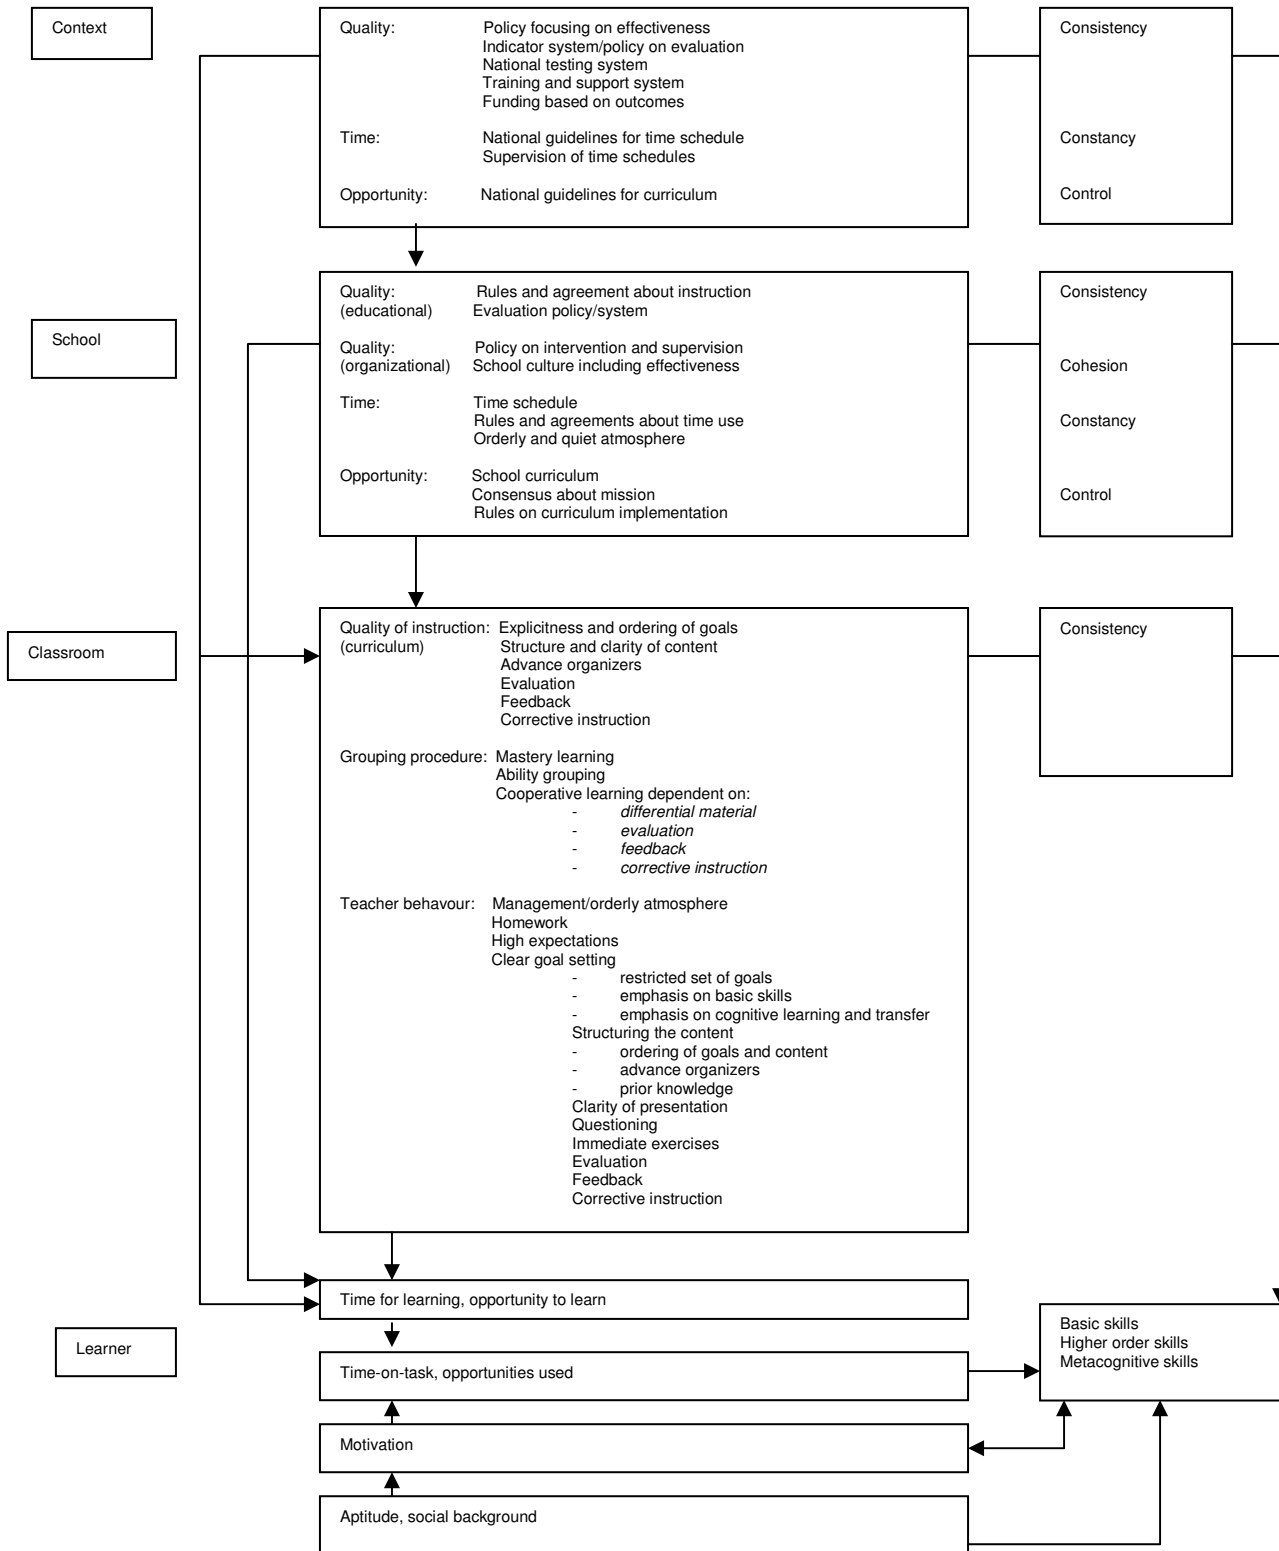 Context
Quality: Policy focusing on effectiveness
Indicator system/policy on evaluation
National testing system
Training and support system
Funding based on outcomes
Time: National guidelines for time schedule
Supervision of time schedules
Opportunity: National guidelines for curriculum
Consistency
Constancy
Control
School
Quality: Rules and agreement about instruction
(educational) Evaluation policy/system
Quality: Policy on intervention and supervision
(organizational) School culture including effectiveness
Time: Time schedule
Rules and agreements about time use
Orderly and quiet atmosphere
Opportunity: School curriculum
Consensus about mission
Rules on curriculum implementation
Consistency
Cohesion
Constancy
Control
Classroom
Quality of instruction: Explicitness and ordering of goals
(curriculum) Structure and clarity of content
Advance organizers
Evaluation
Feedback
Corrective instruction
Grouping procedure: Mastery learning
Ability grouping
Cooperative learning dependent on:
- differential material
- evaluation
- feedback
- corrective instruction
Teacher behavour: Management/orderly atmosphere
Homework
High expectations
Clear goal setting
- restricted set of goals
- emphasis on basic skills
- emphasis on cognitive learning and transfer
Structuring the content
- ordering of goals and content
- advance organizers
- prior knowledge
Clarity of presentation
Questioning
Immediate exercises
Evaluation
Feedback
Corrective instruction
Consistency
Learner
Time for learning, opportunity to learn
Time-on-task, opportunities used
Motivation
Aptitude, social background
Basic skills
Higher order skills
Metacognitive skills